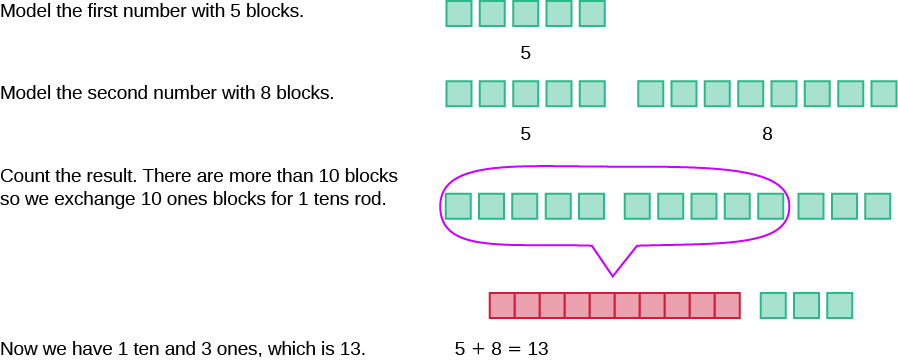 Model the first number with 5 blocks.
5
Model the second number with 8 blocks.
5 8
Count the result. There are more than 10 blocks
so we exchange 10 ones blocks for 1 tens rod.
Now we have 1 ten and 3 ones, which is 13. 5 + 8 = 13